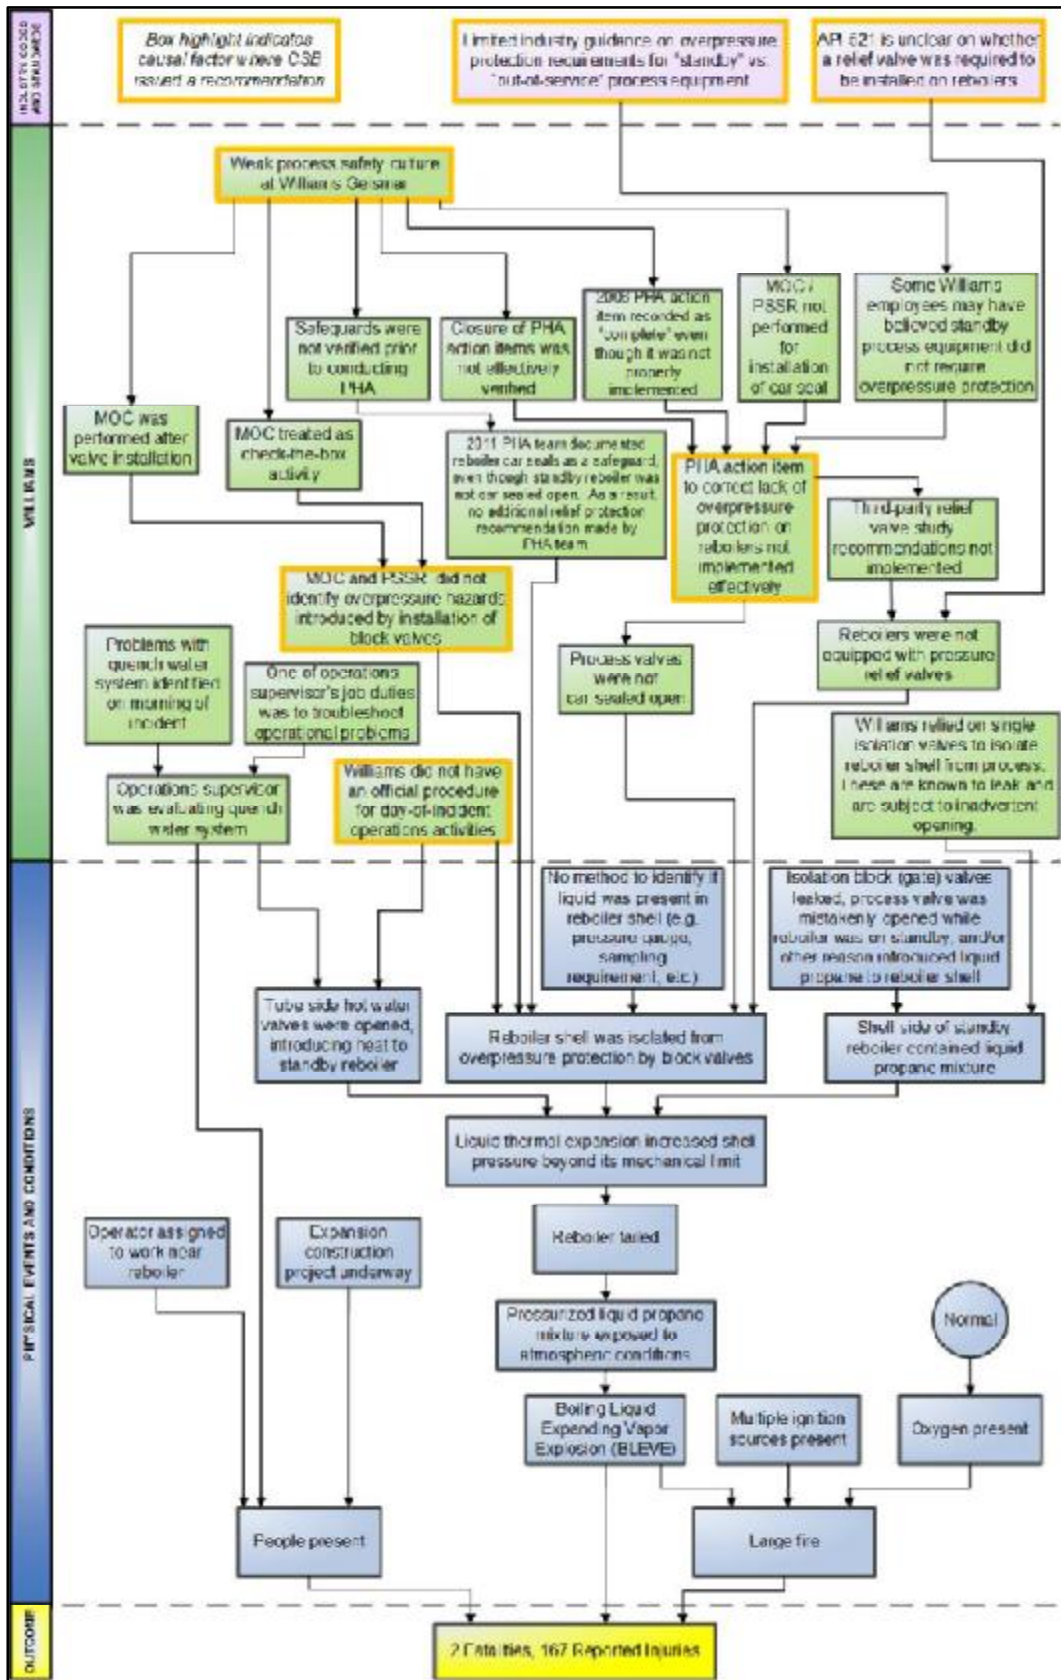 INDUSTRY CODES
AND STANDARDS
Box highlight indicates
causal factor where CSB
issued a recommendation
Limited industry guidance on overpressure
protection requirements for "standby" vs.
"out-of-service" process equipment
API 521 is unclear on whether
a relief valve was required to
be installed on reboilers
WILLIAMS
Weak process safety culture
at Williams Geismar
MOC was
performed after
valve installation
MOC treated as
check-the-box
activity
Safeguards were
not verified prior
to conducting
PHA
Closure of PHA
action items was
not effectively
verified
PHA action
item recorded as
"complete" even
though it was not
properly
implemented
MOC /
PSSR not
performed
for
installation
of car seal
Some Williams
employees may have
believed standby
process equipment did
not require
overpressure protection
2011 PHA team documented
reboiler car seals as a safeguard,
even though standby reboiler was
not car sealed open. As a result,
no additional relief protection
recommendation made by
PHA team
PHA action item
to correct lack of
overpressure
protection on
reboilers not
implemented
effectively
Third-party relief
valve study
recommendations not
implemented
MOC and PSSR did not
identify overpressure hazards
introduced by installation of
block valves
Problems with
quench water
system identified
on morning of
incident
One of operations
supervisor's job duties
was to troubleshoot
operational problems
Process valves
were not
car sealed open
Reboilers were not
equipped with pressure
relief valves
Williams relied on single
isolation valves to isolate
reboiler shell from process.
These are known to leak and
are subject to inadvertent
opening.
Operations supervisor
was evaluating quench
water system
Williams did not have
an official procedure
for day-of-incident
operations activities
PHYSICAL EVENTS AND CONDITIONS
No method to identify if
liquid was present in
reboiler shell (e.g.
pressure gauge,
sampling
requirement, etc.)
Isolation block (gate) valves
leaked, process valve was
mistakenly opened while
reboiler was on standby, and/or
other reason introduced liquid
propane to reboiler shell
Tube side hot water
valves were opened,
introducing heat to
standby reboiler
Reboiler shell was isolated from
overpressure protection by block valves
Shell side of standby
reboiler contained liquid
propane mixture
Liquid thermal expansion increased shell
pressure beyond its mechanical limit
Operator assigned
to work near
reboiler
Expansion
construction
project underway
Reboiler failed
Pressurized liquid propane
mixture exposed to
atmospheric conditions
Normal
Boiling Liquid
Expanding Vapor
Explosion (BLEVE)
Multiple ignition
sources present
Oxygen present
People present
Large fire
OUTCOME
2 Fatalities, 167 Reported Injuries